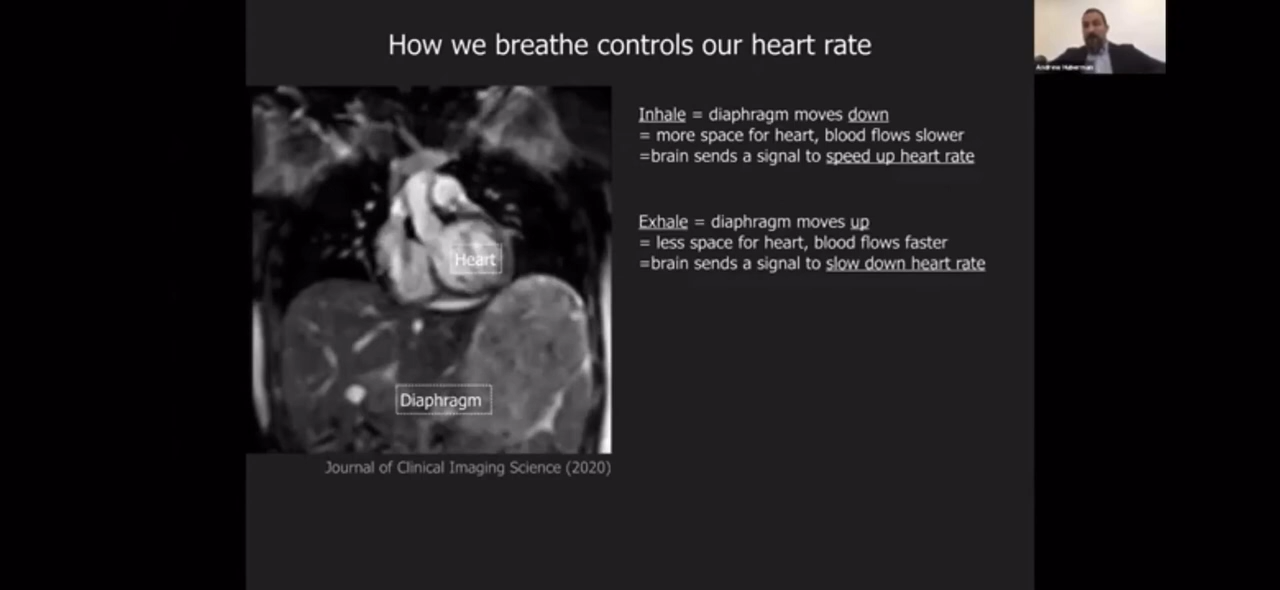 How we breathe controls our heart rate
Andrew Huberman
Inhale = diaphragm moves down
= more space for heart, blood flows slower
=brain sends a signal to speed up heart rate
Exhale = diaphragm moves up
= less space for heart, blood flows faster
=brain sends a signal to slow down heart rate
Heart
Diaphragm
Journal of Clinical Imaging Science (2020)